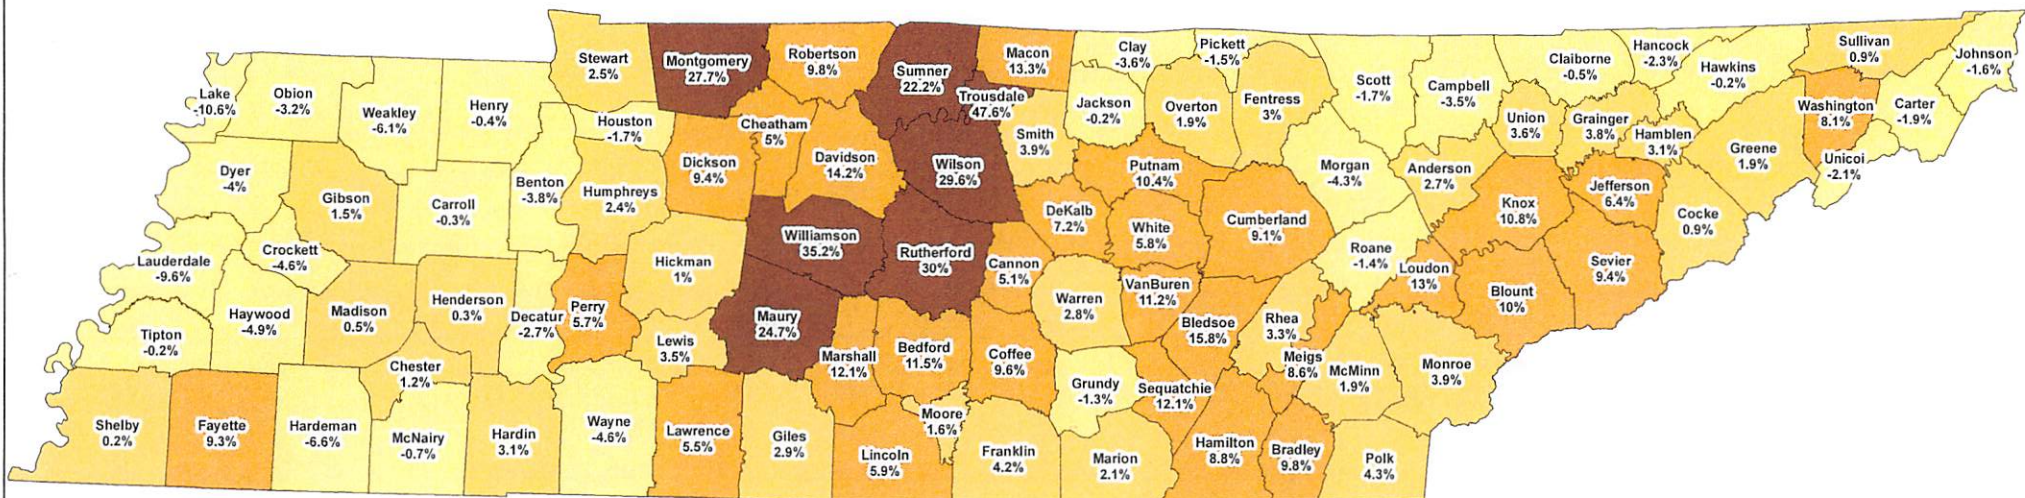 Lake
-10.6%
Obion
-3.2%
Weakley
-6.1%
Henry
-0.4%
Stewart
2.5%
Montgomery
27.7%
Robertson
9.8%
Sumner
22.2%
Macon
13.3%
Trousdale
47.6%
Clay
-3.6%
Pickett
-1.5%
Scott
-1.7%
Campbell
-3.5%
Claiborne
-0.5%
Hancock
-2.3%
Hawkins
-0.2%
Sullivan
0.9%
Johnson
-1.6%
Houston
-1.7%
Cheatham
5%
Jackson
-0.2%
Overton
1.9%
Fentress
3%
Union
3.6%
Grainger
3.8%
Hamblen
3.1%
Washington
8.1%
Carter
-1.9%
Unicoi
-2.1%
Greene
1.9%
Dyer
-4%
Gibson
1.5%
Carroll
-0.3%
Benton
-3.8%
Humphreys
2.4%
Dickson
9.4%
Davidson
14.2%
Wilson
29.6%
Smith
3.9%
Putnam
10.4%
Morgan
-4.3%
Anderson
2.7%
Knox
10.8%
Jefferson
6.4%
Cocke
0.9%
Lauderdale
-9.6%
Crockett
-4.6%
Hickman
1%
Williamson
35.2%
Rutherford
30%
Cannon
5.1%
DeKalb
7.2%
White
5.8%
Cumberland
9.1%
Roane
-1.4%
Loudon
13%
Blount
10%
Sevier
9.4%
Tipton
-0.2%
Haywood
-4.9%
Madison
0.5%
Henderson
0.3%
Decatur
-2.7%
Perry
5.7%
Lewis
3.5%
Maury
24.7%
Marshall
12.1%
Bedford
11.5%
Coffee
9.6%
Warren
2.8%
VanBuren
11.2%
Bledsoe
15.8%
Rhea
3.3%
Meigs
8.6%
McMinn
1.9%
Monroe
3.9%
Shelby
0.2%
Fayette
9.3%
Hardeman
-6.6%
Chester
1.2%
McNairy
-0.7%
Hardin
3.1%
Wayne
-4.6%
Lawrence
5.5%
Giles
2.9%
Lincoln
5.9%
Moore
1.6%
Franklin
4.2%
Grundy
-1.3%
Sequatchie
12.1%
Marion
2.1%
Hamilton
8.8%
Bradley
9.8%
Polk
4.3%